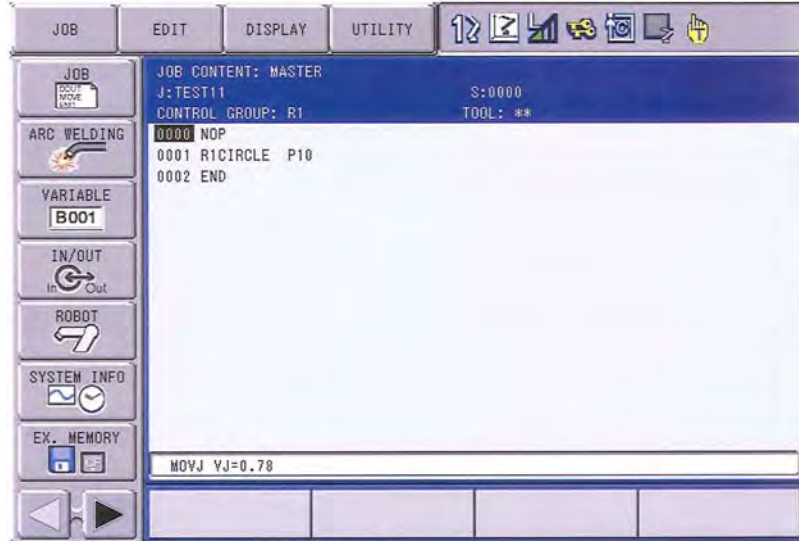 JOB
EDIT
DISPLAY
UTILITY
JOB
DOUT
MOVE
ARC WELDING
VARIABLE
B001
IN/OUT
In Out
ROBOT
SYSTEM INFO
EX. MEMORY
JOB CONTENT: MASTER
J:TEST11 S:0000
CONTROL GROUP: R1 TOOL: **
0000 NOP
0001 R1CIRCLE P10
0002 END
MOVJ VJ=0.78